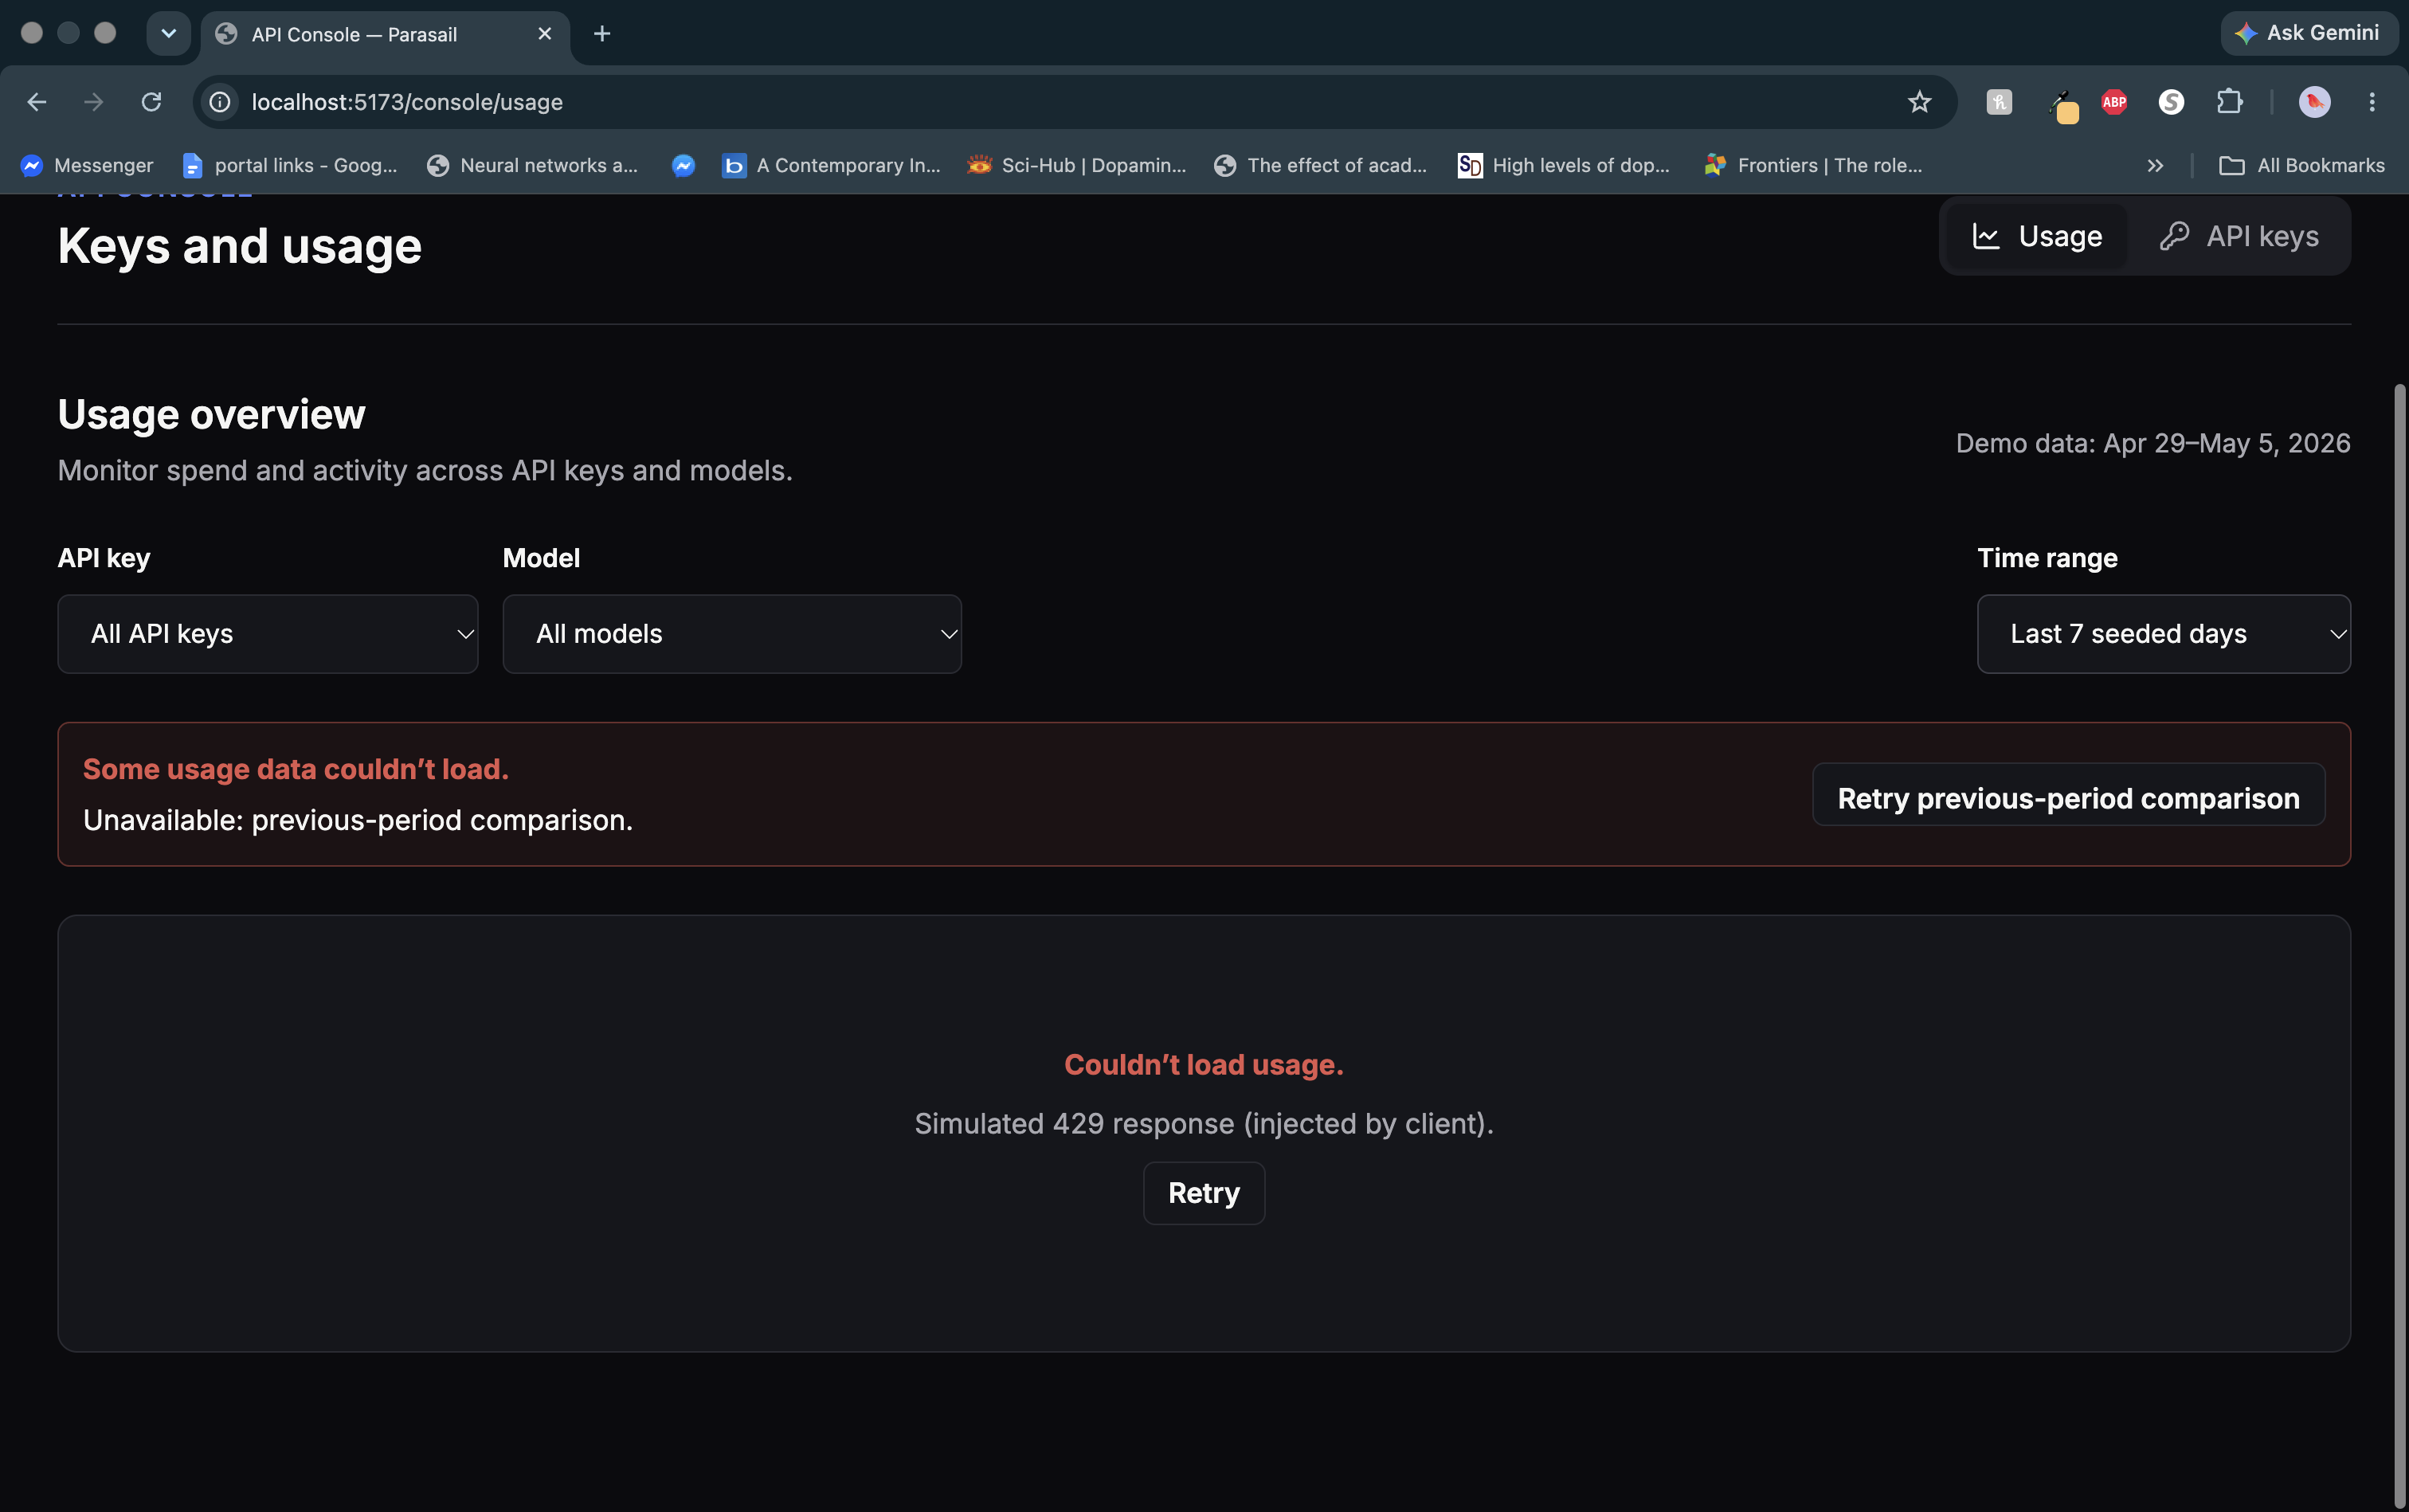 API Console — Parasail
Ask Gemini
localhost:5173/console/usage
ABP
Messenger
portal links - Goog...
Neural networks a...
b
A Contemporary In...
Sci-Hub | Dopamin...
The effect of acad...
SD
High levels of dop...
Frontiers | The role...
All Bookmarks
API CONSOLE
Keys and usage
Usage
API keys
Usage overview
Monitor spend and activity across API keys and models.
Demo data: Apr 29–May 5, 2026
API key
Model
Time range
All API keys
All models
Last 7 seeded days
Some usage data couldn’t load.
Unavailable: previous-period comparison.
Retry previous-period comparison
Couldn’t load usage.
Simulated 429 response (injected by client).
Retry